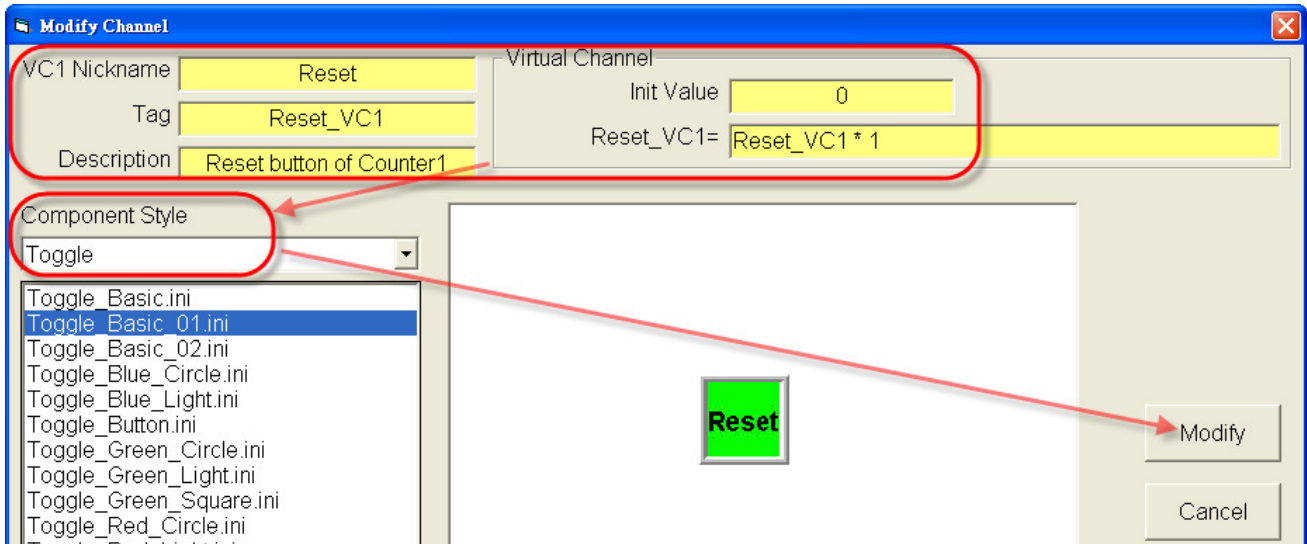 Modify Channel
VC1 Nickname
Reset
Tag
Reset_VC1
Description
Reset button of Counter1
Virtual Channel
Init Value
0
Reset_VC1=
Reset_VC1 * 1
Component Style
Toggle
Toggle_Basic.ini
Toggle_Basic_01.ini
Toggle_Basic_02.ini
Toggle_Blue_Circle.ini
Toggle_Blue_Light.ini
Toggle_Button.ini
Toggle_Green_Circle.ini
Toggle_Green_Light.ini
Toggle_Green_Square.ini
Toggle_Red_Circle.ini
Reset
Modify
Cancel